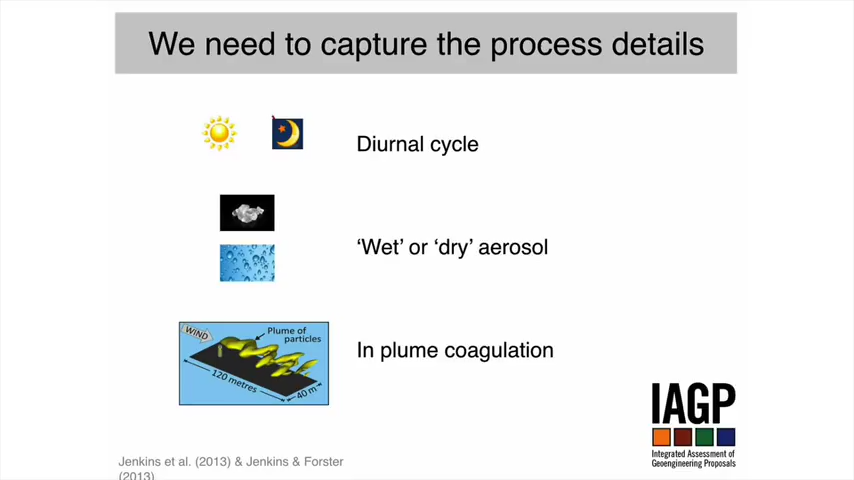 We need to capture the process details
Diurnal cycle
‘Wet’ or ‘dry’ aerosol
WIND
Plume of
particles
120 metres
40 m
In plume coagulation
IAGP
Integrated Assessment of
Geoengineering Proposals
Jenkins et al. (2013) & Jenkins & Forster
(2013)